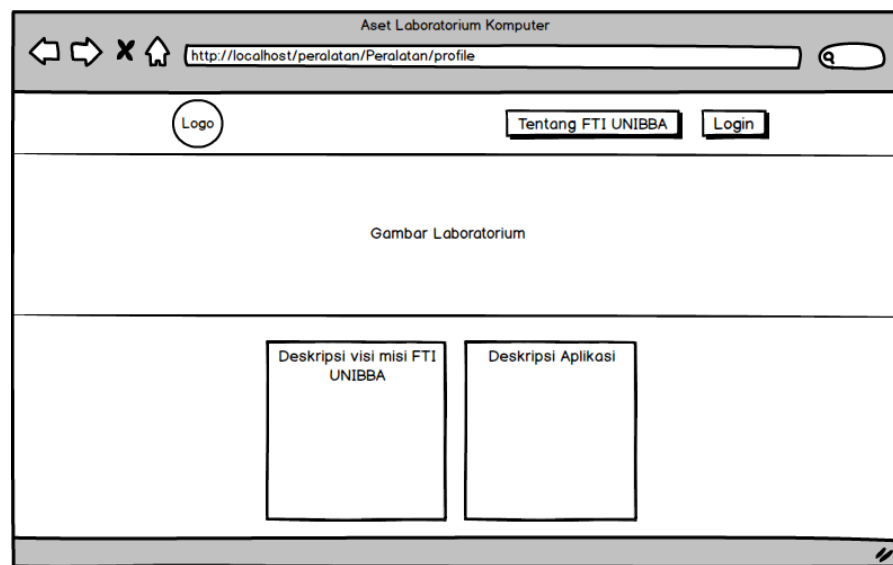 Aset Laboratorium Komputer
http://localhost/peralatan/Peralatan/profile
Logo
Tentang FTI UNIBBA
Login
Gambar Laboratorium
Deskripsi visi misi FTI
UNIBBA
Deskripsi Aplikasi